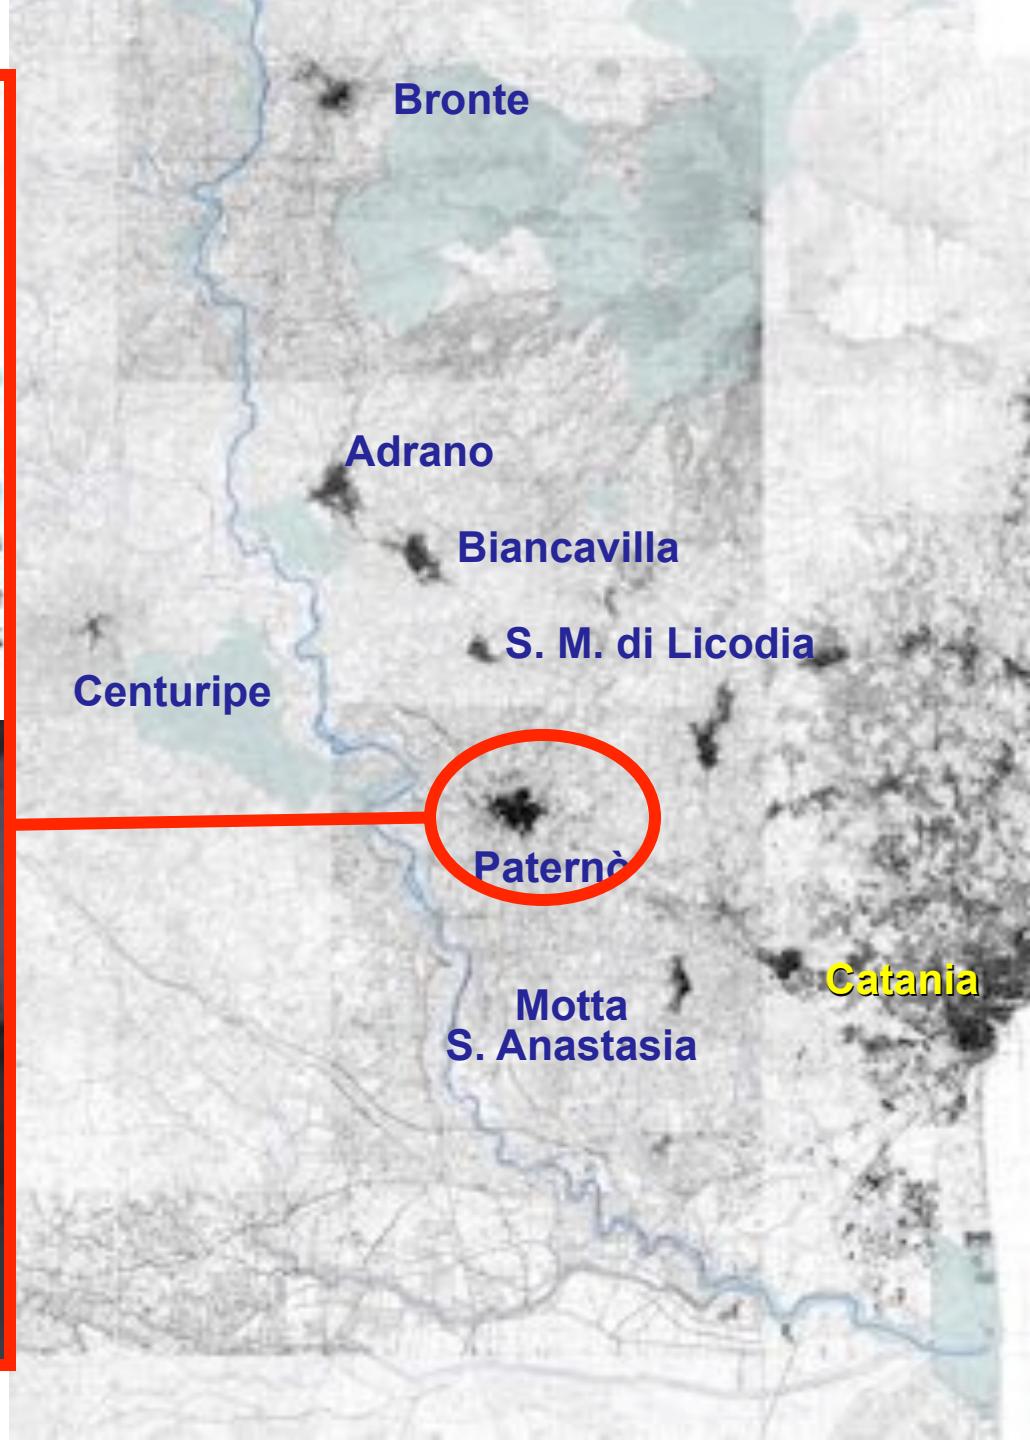 Bronte
Adrano
Biancavilla
S. M. di Licodia
Centuripe
Paternò
Catania
Motta
S. Anastasia